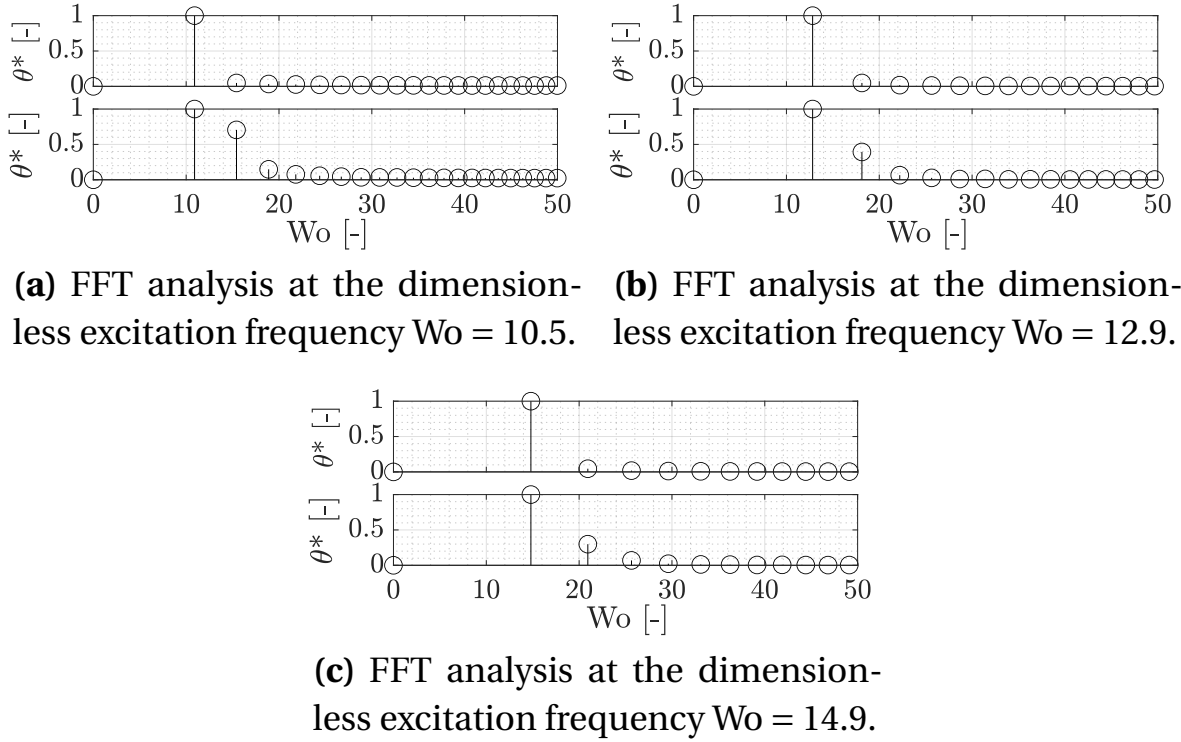 θ* [-]
1
0.5
0
θ* [-]
1
0.5
0
0 10 20 30 40 50
Wo [-]
θ* [-]
1
0.5
0
θ* [-]
1
0.5
0
0 10 20 30 40 50
Wo [-]
(a) FFT analysis at the dimension-
less excitation frequency Wo = 10.5.
(b) FFT analysis at the dimension-
less excitation frequency Wo = 12.9.
θ* [-]
1
0.5
0
θ* [-]
1
0.5
0
0 10 20 30 40 50
Wo [-]
(c) FFT analysis at the dimension-
less excitation frequency Wo = 14.9.